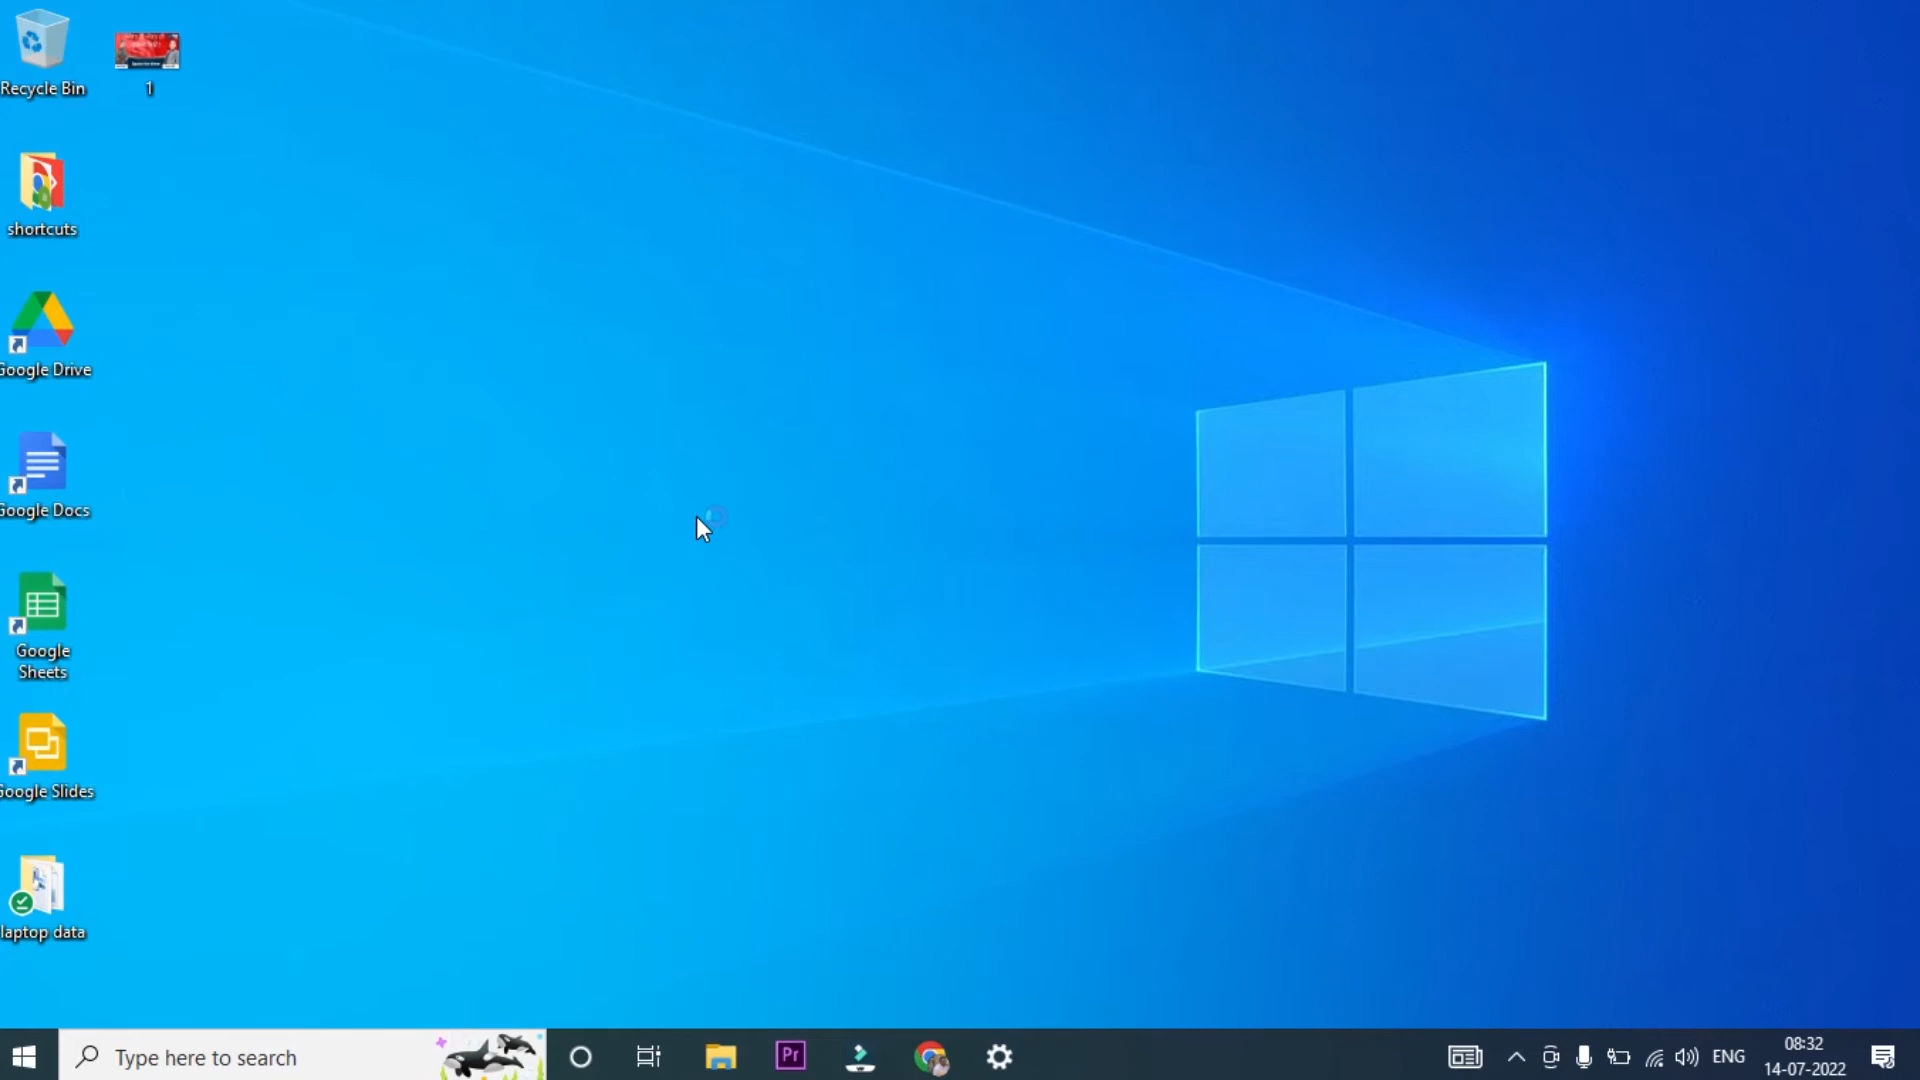 Recycle Bin
1
shortcuts
Google Drive
Google Docs
Google
Sheets
Google Slides
laptop data
Type here to search
Pr
ENG
08:32
14-07-2022